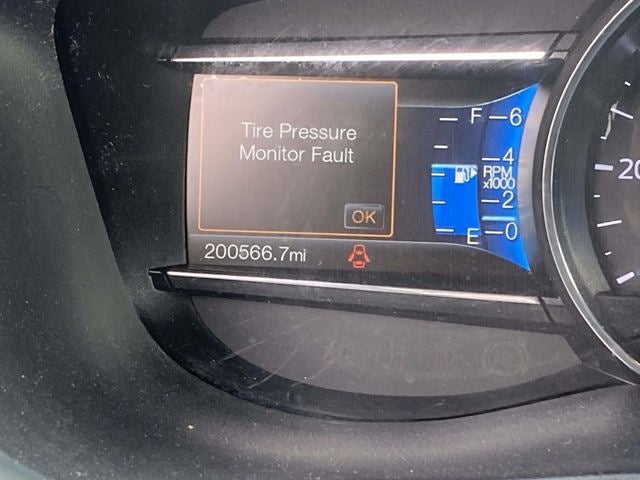 Tire Pressure
Monitor Fault
OK
200566.7mi
F
E
6
4
RPM
x1000
2
0
20